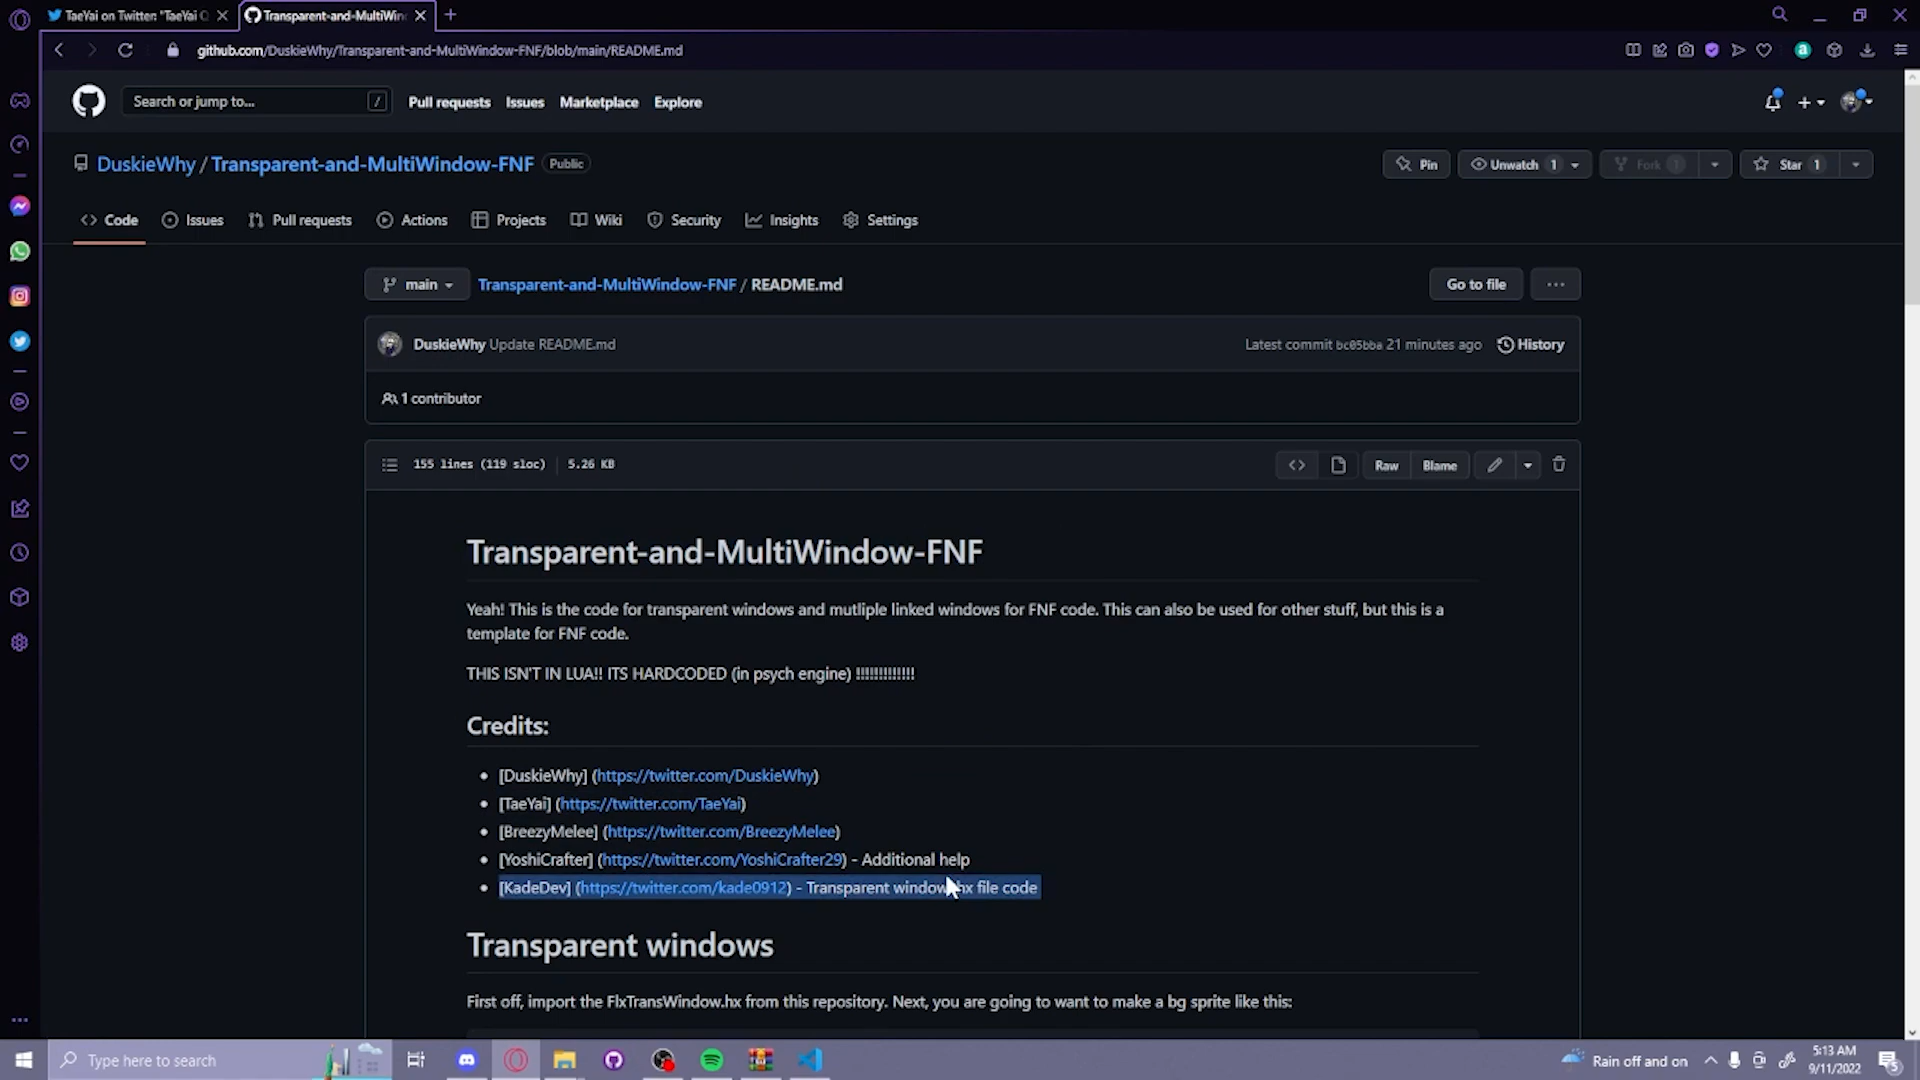 TaeYai on Twitter: "TaeYai Q
Transparent-and-MultiWin
github.com/DuskieWhy/Transparent-and-MultiWindow-FNF/blob/main/README.md
Search or jump to... /
Pull requests Issues Marketplace Explore
DuskieWhy / Transparent-and-MultiWindow-FNF Public
Pin Unwatch 1 Fork 1 Star 1
Code Issues Pull requests Actions Projects Wiki Security Insights Settings
main Transparent-and-MultiWindow-FNF / README.md Go to file ...
DuskieWhy Update README.md Latest commit bc05bba 21 minutes ago History
1 contributor
155 lines (119 sloc) 5.26 KB Raw Blame
Transparent-and-MultiWindow-FNF
Yeah! This is the code for transparent windows and mutliple linked windows for FNF code. This can also be used for other stuff, but this is a
template for FNF code.
THIS ISN'T IN LUA!! ITS HARDCODED (in psych engine) !!!!!!!!!!!!!
Credits:
• [DuskieWhy] (https://twitter.com/DuskieWhy)
• [TaeYai] (https://twitter.com/TaeYai)
• [BreezyMelee] (https://twitter.com/BreezyMelee)
• [YoshiCrafter] (https://twitter.com/YoshiCrafter29) - Additional help
• [KadeDev] (https://twitter.com/kade0912) - Transparent window hx file code
Transparent windows
First off, import the FlxTransWindow.hx from this repository. Next, you are going to want to make a bg sprite like this:
Type here to search
Rain off and on
5:13 AM
9/11/2022
5